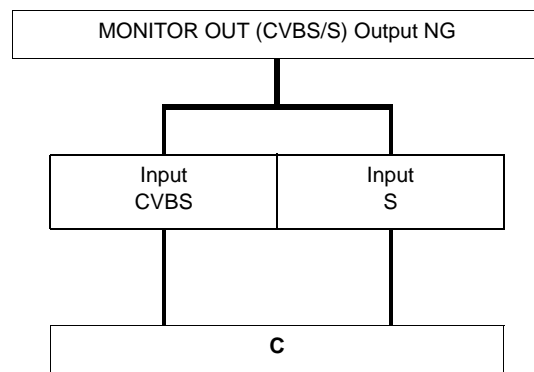 MONITOR OUT (CVBS/S) Output NG
Input
CVBS
Input
S
C